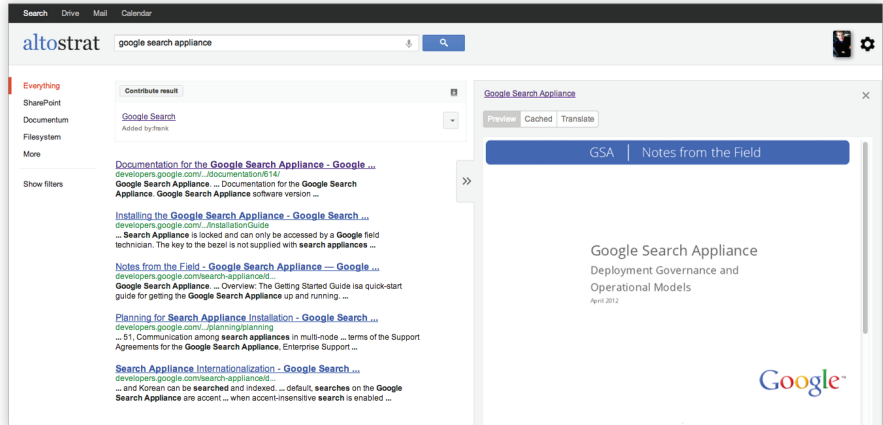 Search Drive Mail Calendar
altostrat
google search appliance
Everything
SharePoint
Documentum
Filesystem
More
Show filters
Contribute result
Google Search
Added by:frank
Documentation for the Google Search Appliance - Google ...
developers.google.com/.../documentation/614/
Google Search Appliance. ... Documentation for the Google Search
Appliance. Google Search Appliance software version ...
Installing the Google Search Appliance - Google Search ...
developers.google.com/.../InstallationGuide
... Search Appliance is locked and can only be accessed by a Google field
technician. The key to the bezel is not supplied with search appliances ...
Notes from the Field - Google Search Appliance — Google ...
developers.google.com/search-appliance/d...
Google Search Appliance. ... Overview: The Getting Started Guide isa quick-start
guide for getting the Google Search Appliance up and running. ...
Planning for Search Appliance Installation - Google Search ...
developers.google.com/.../planning/planning
... 51, Communication among search appliances in multi-node ... terms of the Support
Agreements for the Google Search Appliance, Enterprise Support ...
Search Appliance Internationalization - Google Search ...
developers.google.com/search-appliance/d...
... and Korean can be searched and indexed. ... default, searches on the Google
Search Appliance are accent ... when accent-insensitive search is enabled ...
»
Google Search Appliance
Preview Cached Translate
GSA | Notes from the Field
Google Search Appliance
Deployment Governance and
Operational Models
April 2012
Google™